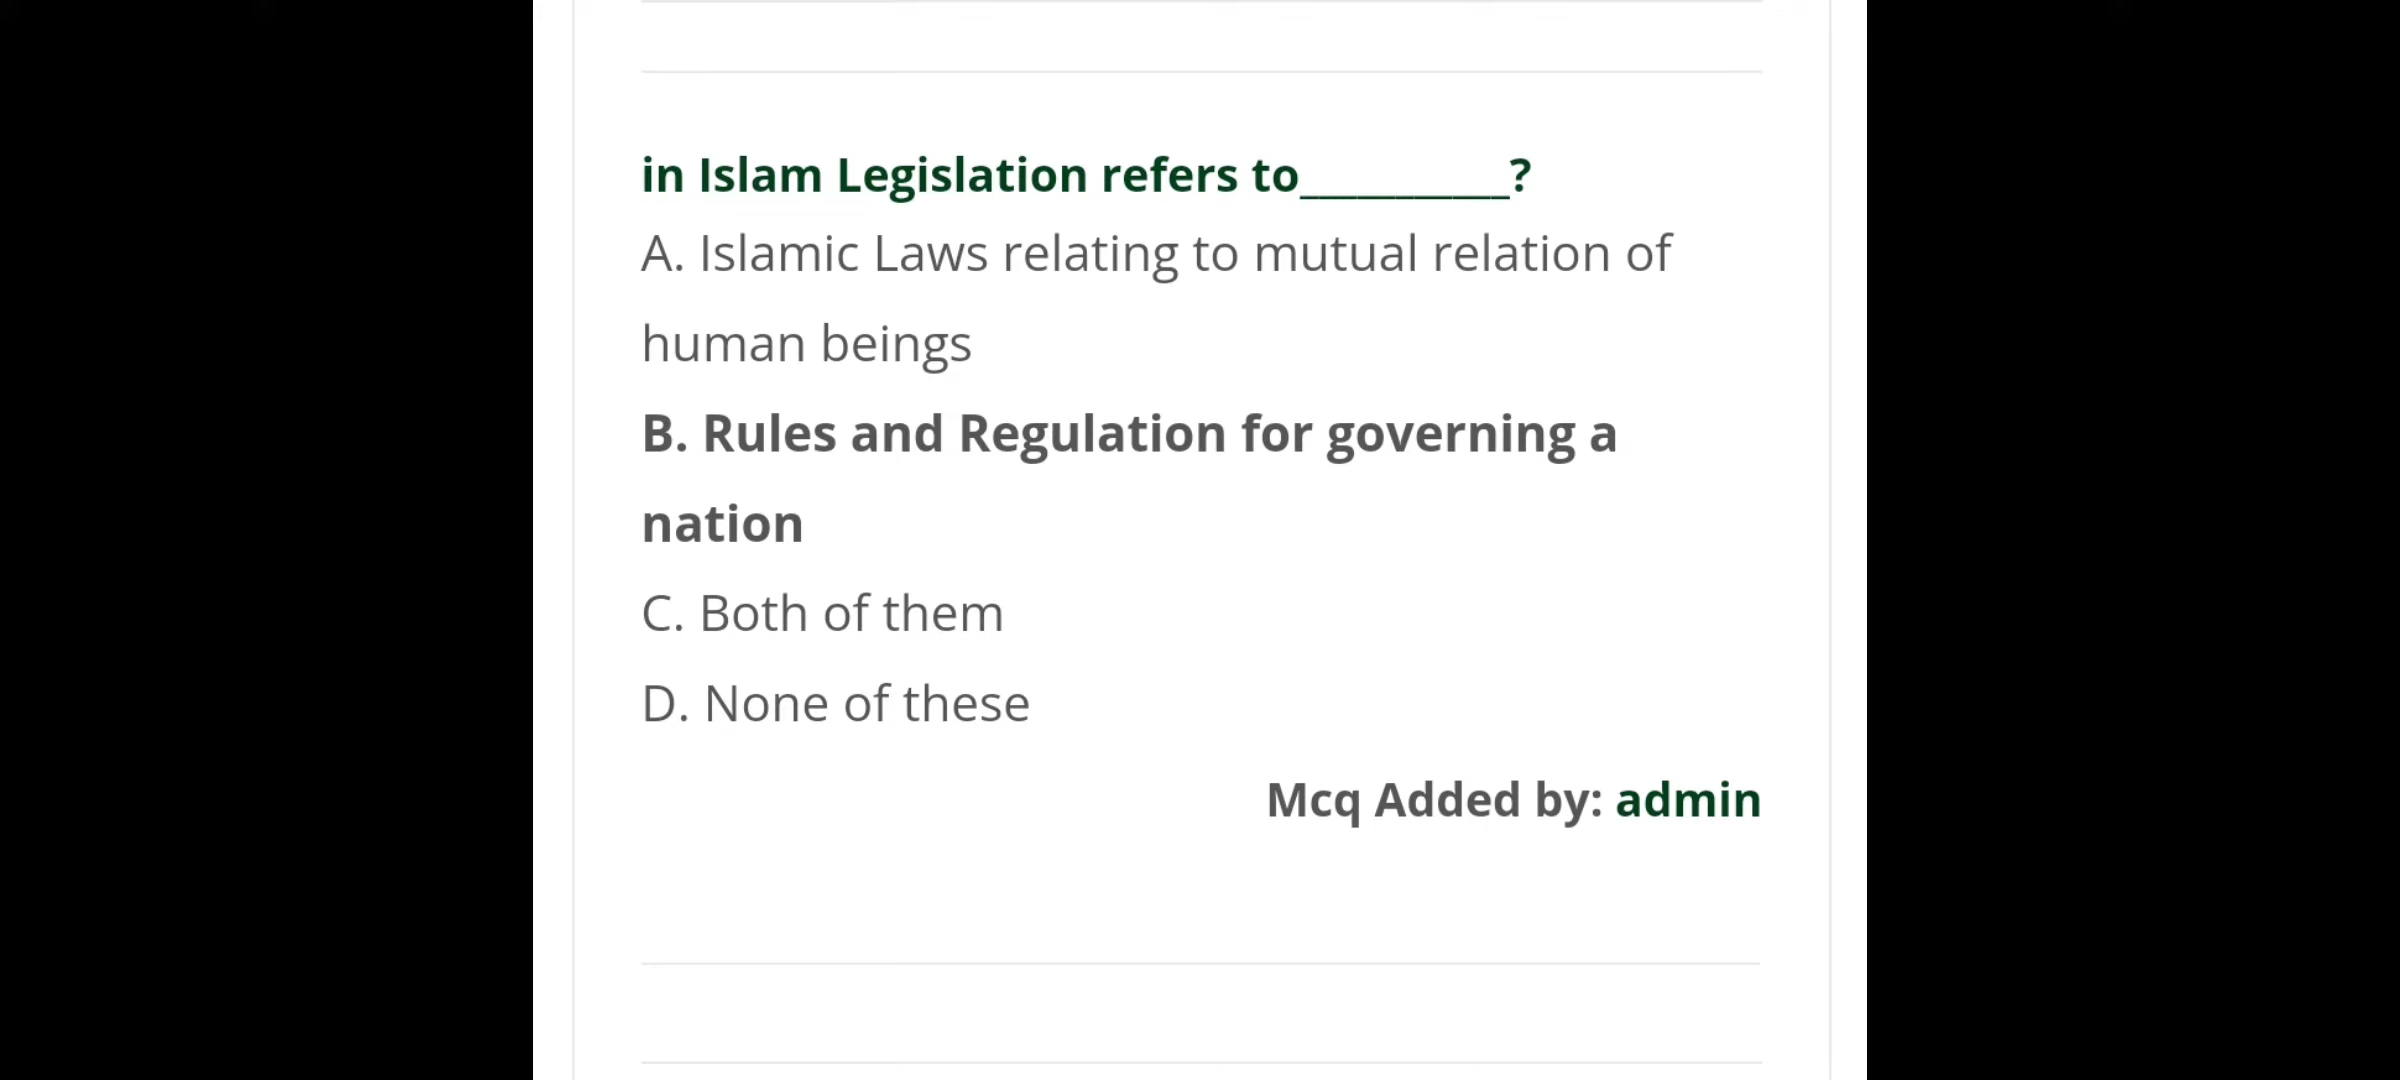 in Islam Legislation refers to___________?
A. Islamic Laws relating to mutual relation of
human beings
B. Rules and Regulation for governing a
nation
C. Both of them
D. None of these
Mcq Added by: admin